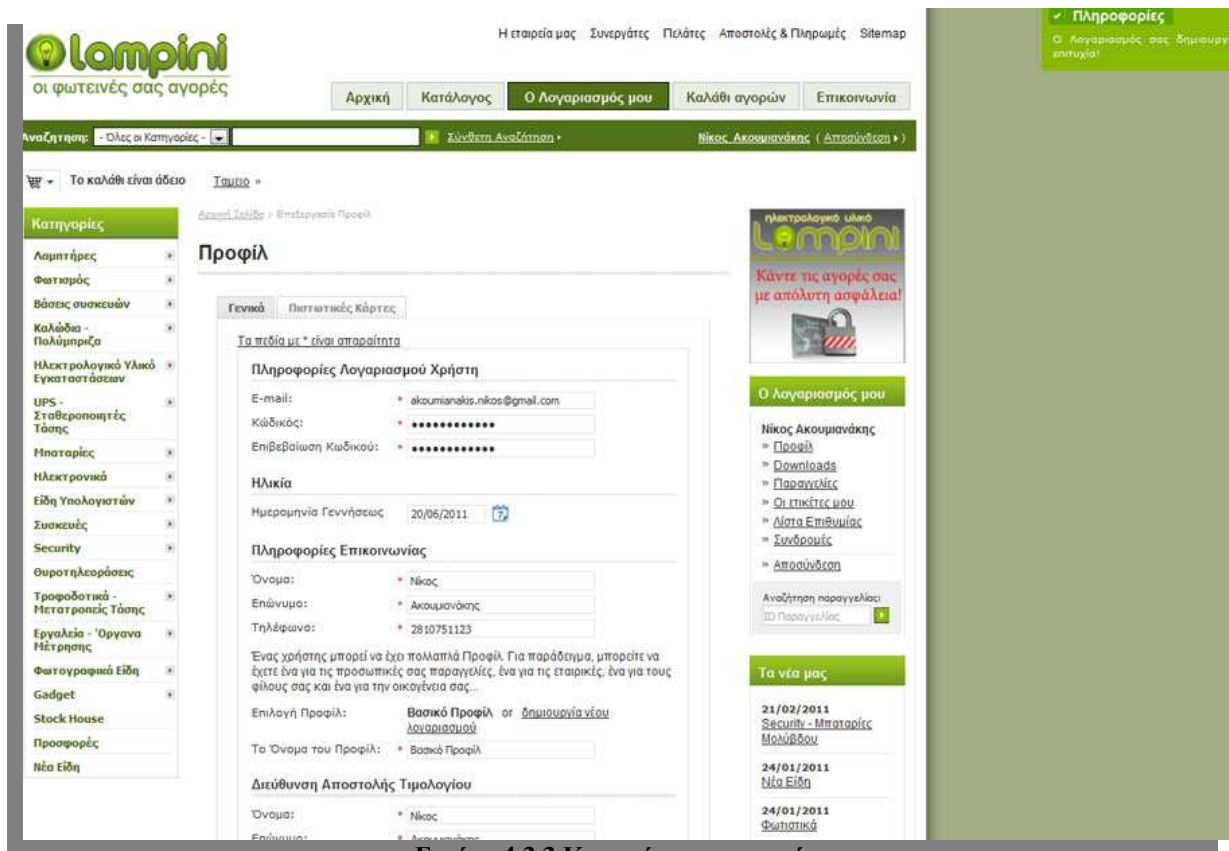 lampini
οι φωτεινές σας αγορές
Η εταιρεία μας Συνεργάτες Πελάτες Αποστολές & Πληρωμές Sitemap
Αρχική Κατάλογος Ο Λογαριασμός μου Καλάθι αγορών Επικοινωνία
Αναζητηση: - Όλες οι Κατηγορίες - Σύνθετη Αναζήτηση
Νίκος Ακουμιανάκης ( Αποσύνδεση )
Το καλάθι είναι άδειο Ταμειο »
Κατηγορίες
Λαμπτήρες
Φωτισμός
Βάσεις συσκευών
Καλώδια -
Πολύμπριζα
Ηλεκτρολογικό Υλικό
Εγκαταστάσεων
UPS -
Σταθεροποιητές
Τάσης
Μπαταρίες
Ηλεκτρονικά
Είδη Υπολογιστών
Συσκευές
Security
Θυροτηλεοράσεις
Τροφοδοτικά -
Μετατροπείς Τάσης
Εργαλεία - Όργανα
Μέτρησης
Φωτογραφικά Είδη
Gadget
Stock House
Προσφορές
Νέα Είδη
Αρχική Σελίδα > Επεξεργασία Προφίλ
Προφίλ
Γενικά Πιστωτικές Κάρτες
Τα πεδία με * είναι απαραίτητα
Πληροφορίες Λογαριασμού Χρήστη
E-mail: * akoumianakis.nikos@gmail.com
Κωδικός: * ••••••••••••
Επιβεβαίωση Κωδικού: * ••••••••••••
Ηλικία
Ημερομηνία Γεννήσεως 20/06/2011
Πληροφορίες Επικοινωνίας
Όνομα: * Νίκος
Επώνυμο: * Ακουμιανάκης
Τηλέφωνο: * 2810751123
Ένας χρήστης μπορεί να έχει πολλαπλά Προφίλ. Για παράδειγμα, μπορείτε να
έχετε ένα για τις προσωπικές σας παραγγελίες, ένα για τις εταιρικές, ένα για τους
φίλους σας και ένα για την οικογένεια σας...
Επιλογή Προφίλ: Βασικό Προφίλ or δημιουργία νέου
λογαριασμού
Το Όνομα του Προφίλ: * Βασικό Προφίλ
Διεύθυνση Αποστολής Τιμολογίου
Όνομα: * Νίκος
ηλεκτρολογικό υλικό
Lampini
Κάντε τις αγορές σας
με απόλυτη ασφάλεια!
Ο λογαριασμός μου
Νίκος Ακουμιανάκης
» Προφίλ
» Downloads
» Παραγγελίες
» Οι ετικέτες μου
» Λίστα Επιθυμίας
» Συνδρομές
» Αποσύνδεση
Αναζήτηση παραγγελίας:
ID Παραγγελίας
Τα νέα μας
21/02/2011
Security - Μπαταρίες
Μολύβδου
24/01/2011
Νέα Είδη
24/01/2011
Φωτιστικά
Πληροφορίες
Ο Λογαριασμός σας δημιουργ
επιτυχία!